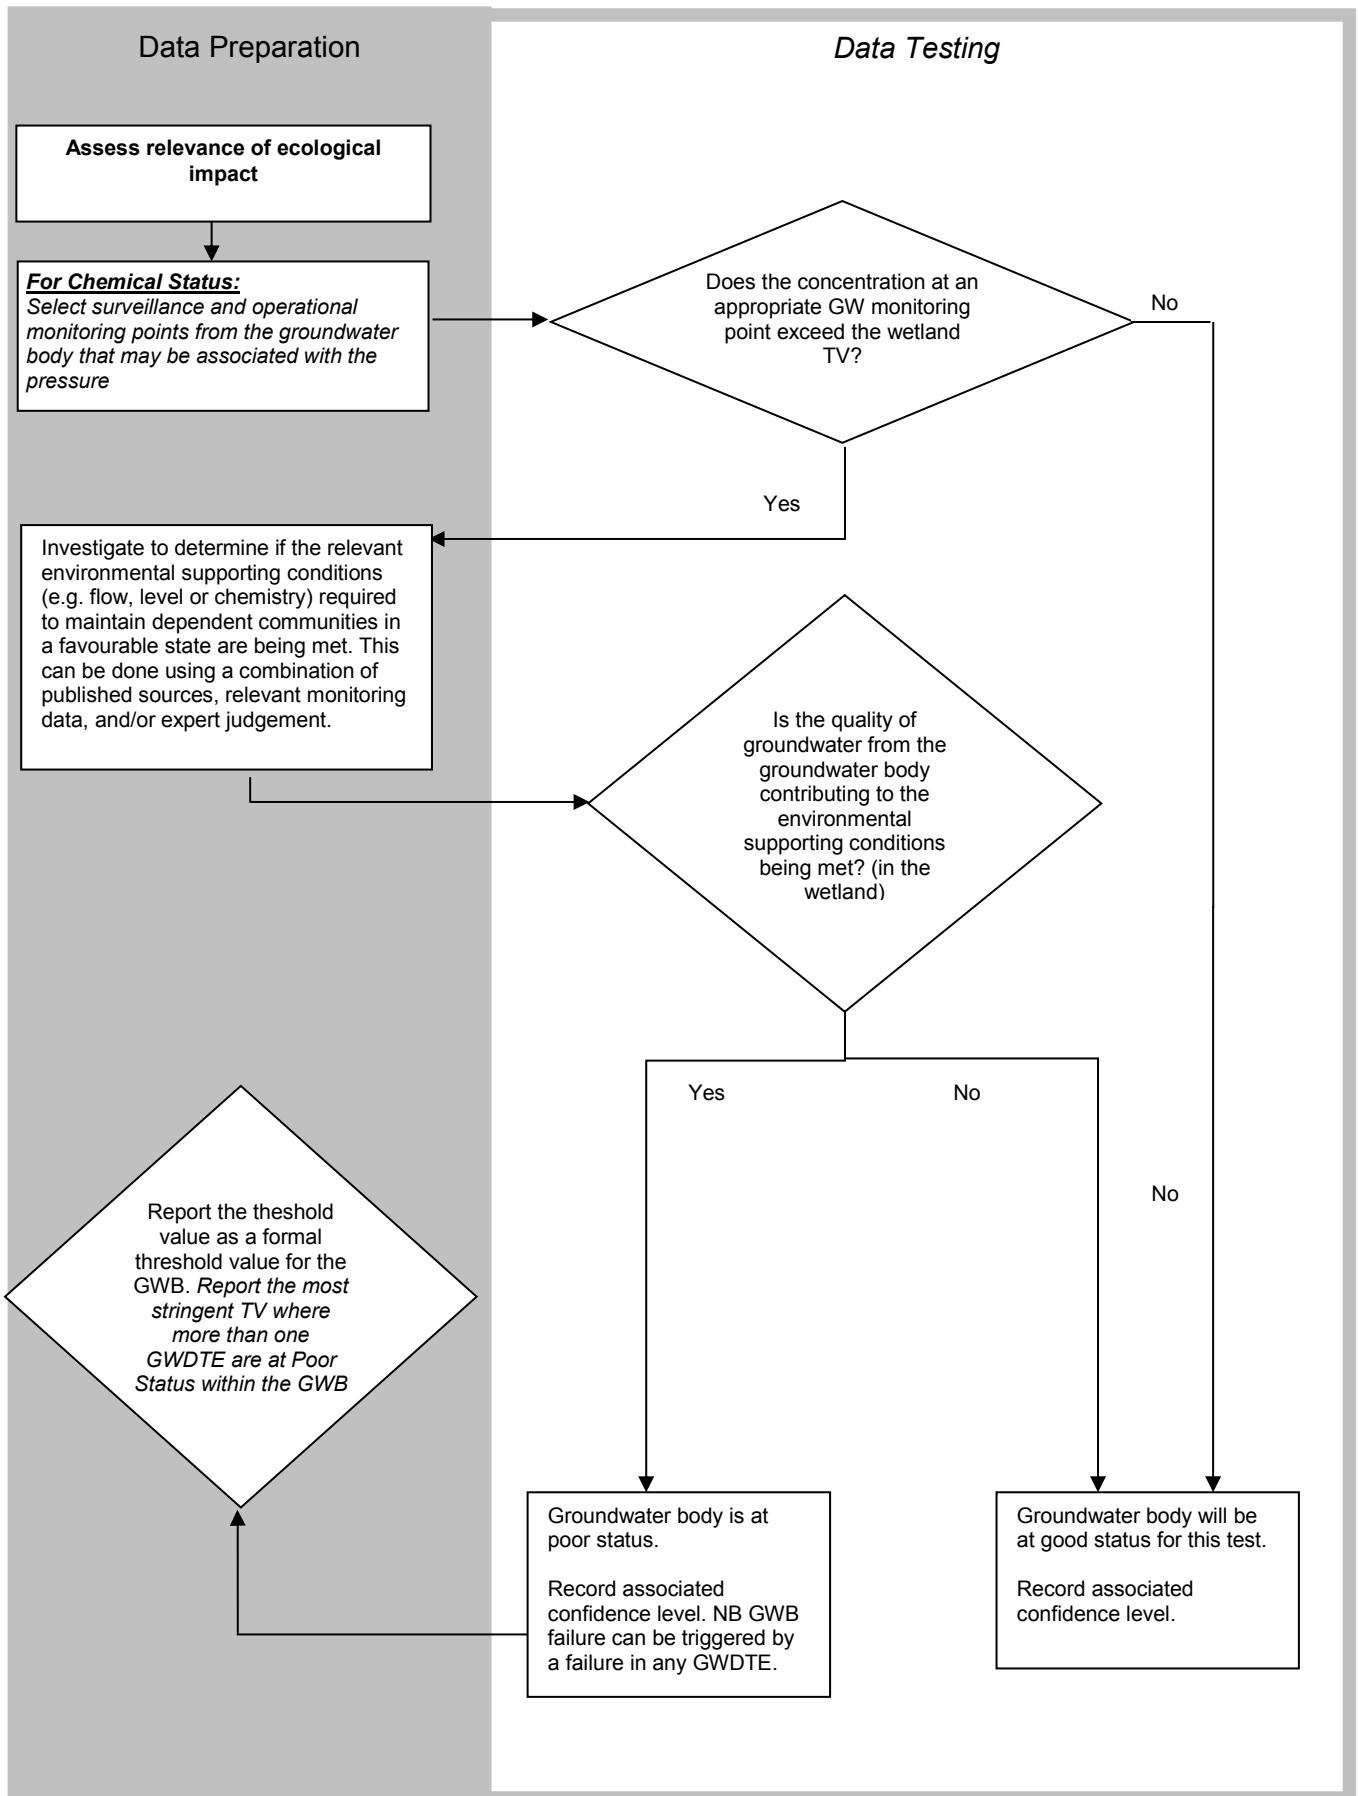 Data Preparation
Data Testing
Assess relevance of ecological
impact
For Chemical Status:
Select surveillance and operational
monitoring points from the groundwater
body that may be associated with the
pressure
Does the concentration at an
appropriate GW monitoring
point exceed the wetland
TV?
No
Yes
Investigate to determine if the relevant
environmental supporting conditions
(e.g. flow, level or chemistry) required
to maintain dependent communities in
a favourable state are being met. This
can be done using a combination of
published sources, relevant monitoring
data, and/or expert judgement.
Is the quality of
groundwater from the
groundwater body
contributing to the
environmental
supporting conditions
being met? (in the
wetland)
Yes
No
No
Report the theshold
value as a formal
threshold value for the
GWB. Report the most
stringent TV where
more than one
GWDTE are at Poor
Status within the GWB
Groundwater body is at
poor status.
Record associated
confidence level. NB GWB
failure can be triggered by
a failure in any GWDTE.
Groundwater body will be
at good status for this test.
Record associated
confidence level.